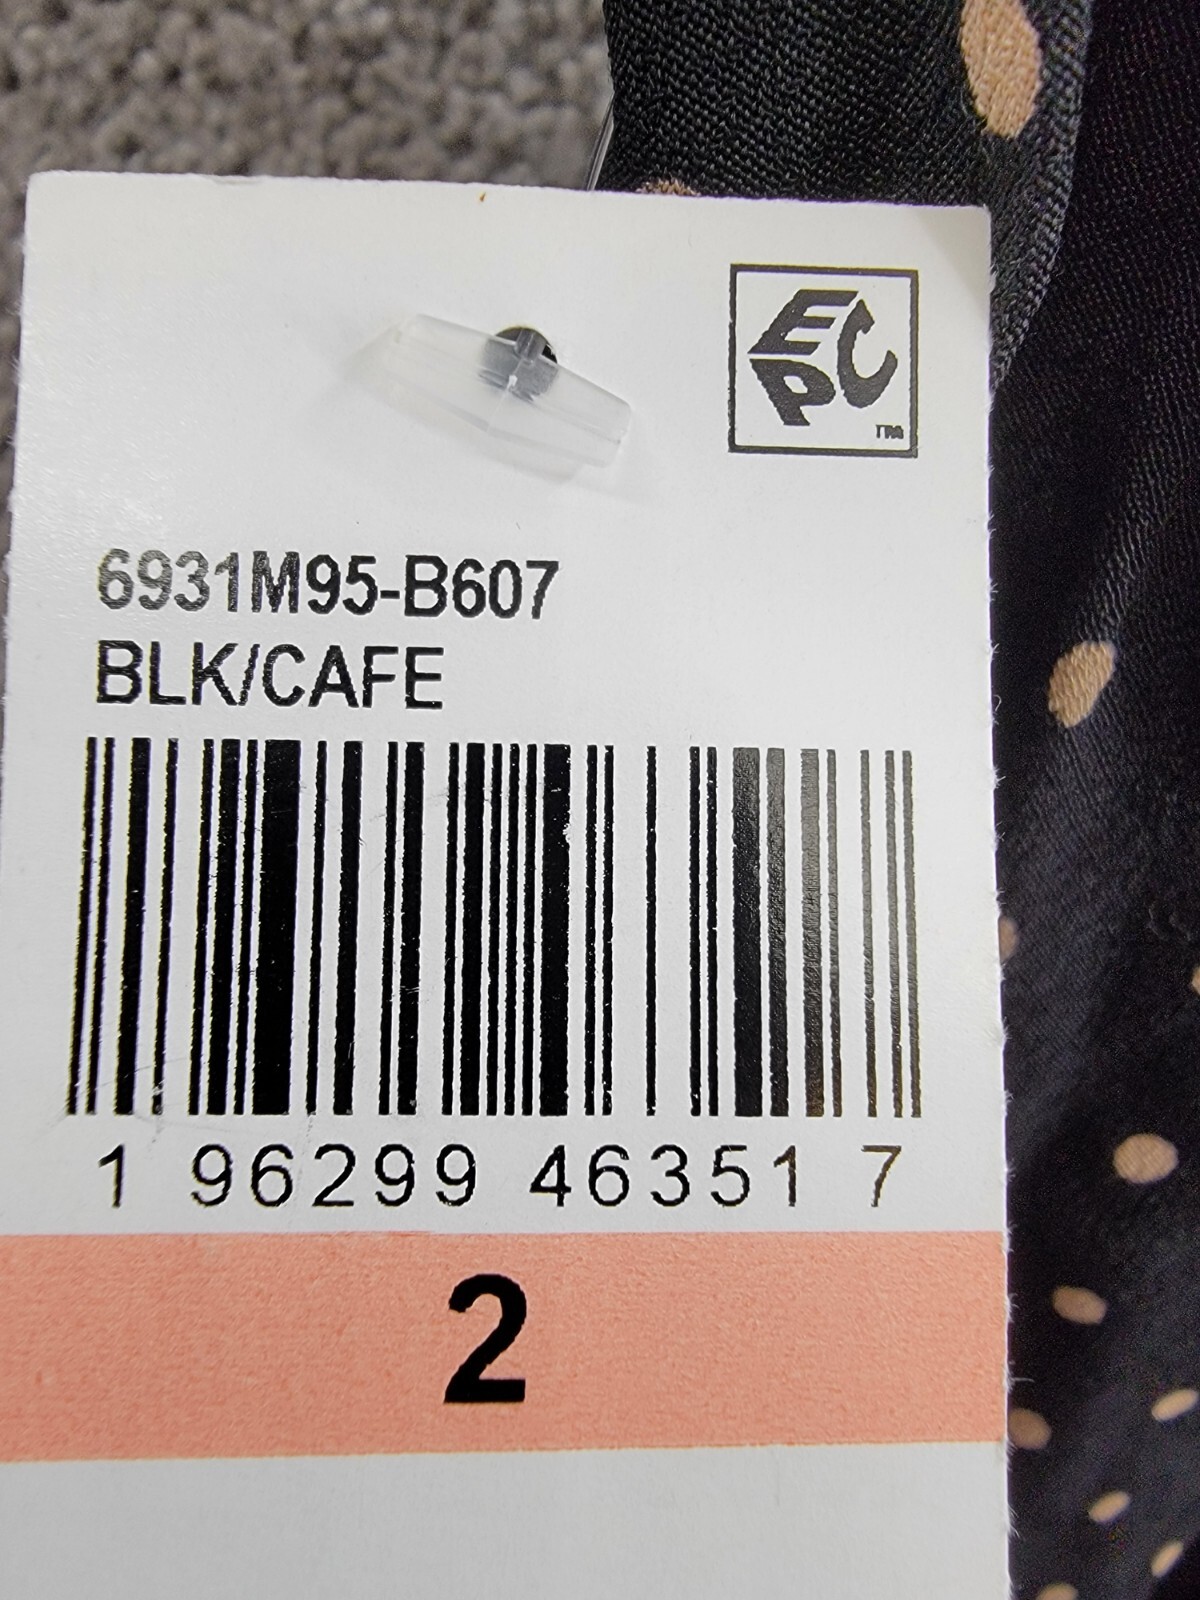 EPC
TM
6931M95-B607
BLK/CAFE
1 96299 46351 7
2